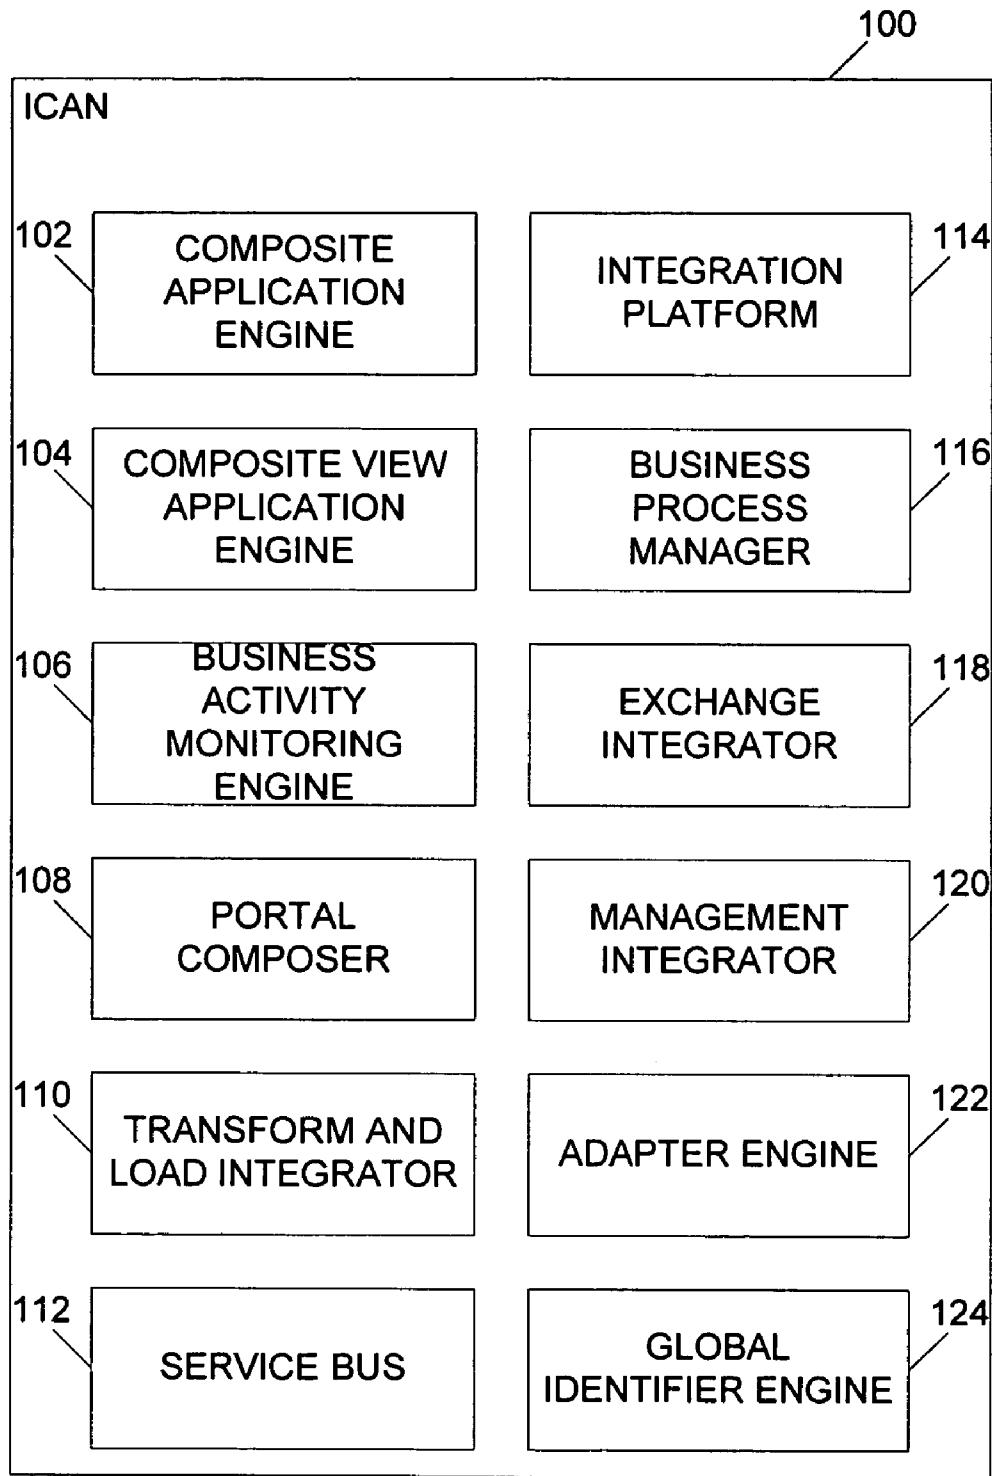 100
ICAN
102
COMPOSITE
APPLICATION
ENGINE
INTEGRATION
PLATFORM
114
104
COMPOSITE VIEW
APPLICATION
ENGINE
BUSINESS
PROCESS
MANAGER
116
106
BUSINESS
ACTIVITY
MONITORING
ENGINE
EXCHANGE
INTEGRATOR
118
108
PORTAL
COMPOSER
MANAGEMENT
INTEGRATOR
120
110
TRANSFORM AND
LOAD INTEGRATOR
ADAPTER ENGINE
122
112
SERVICE BUS
GLOBAL
IDENTIFIER ENGINE
124